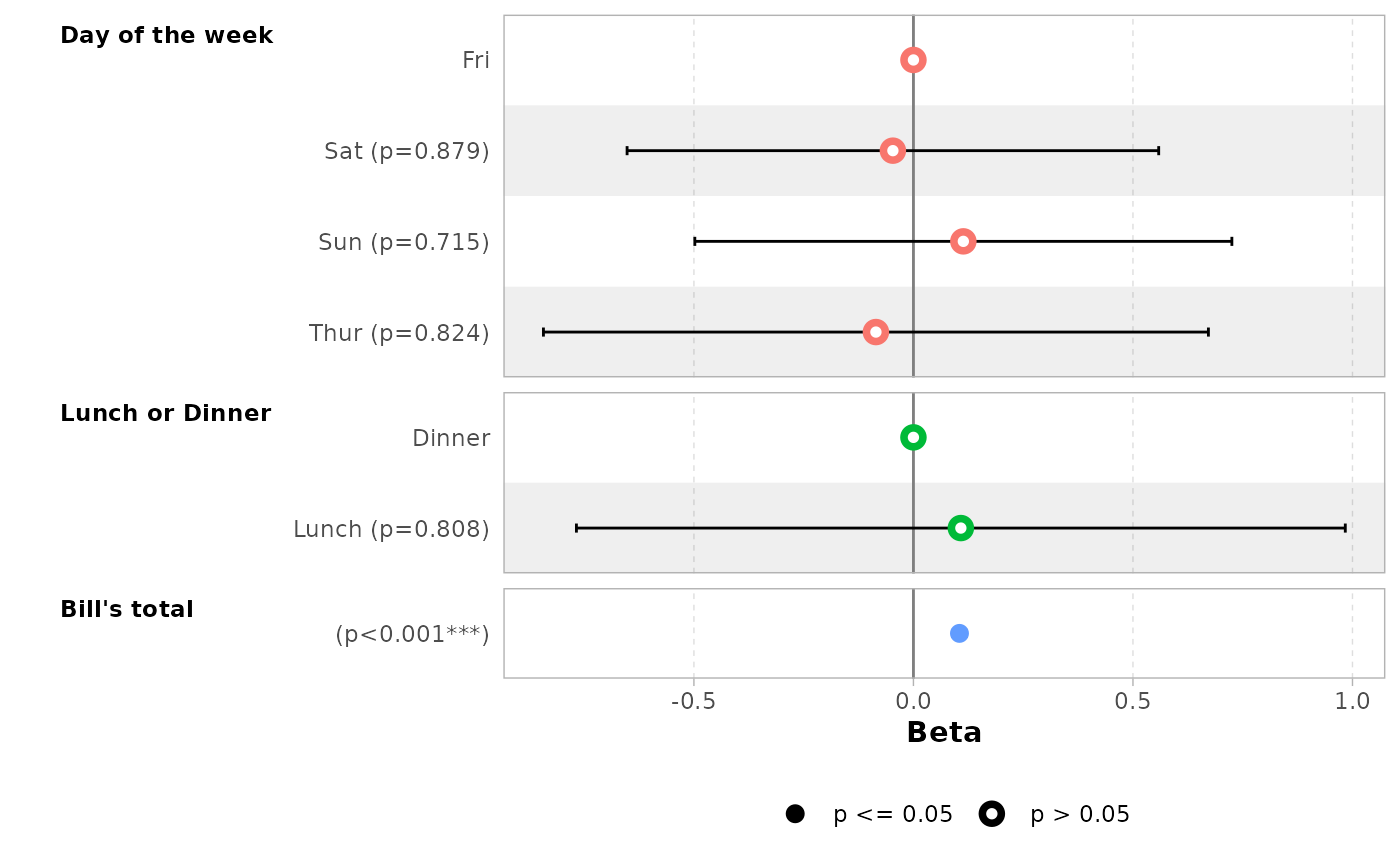 Day of the week
Fri
Sat (p=0.879)
Sun (p=0.715)
Thur (p=0.824)
Lunch or Dinner
Dinner
Lunch (p=0.808)
Bill's total
(p<0.001***)
-0.5 0.0 0.5 1.0
Beta
p <= 0.05 p > 0.05